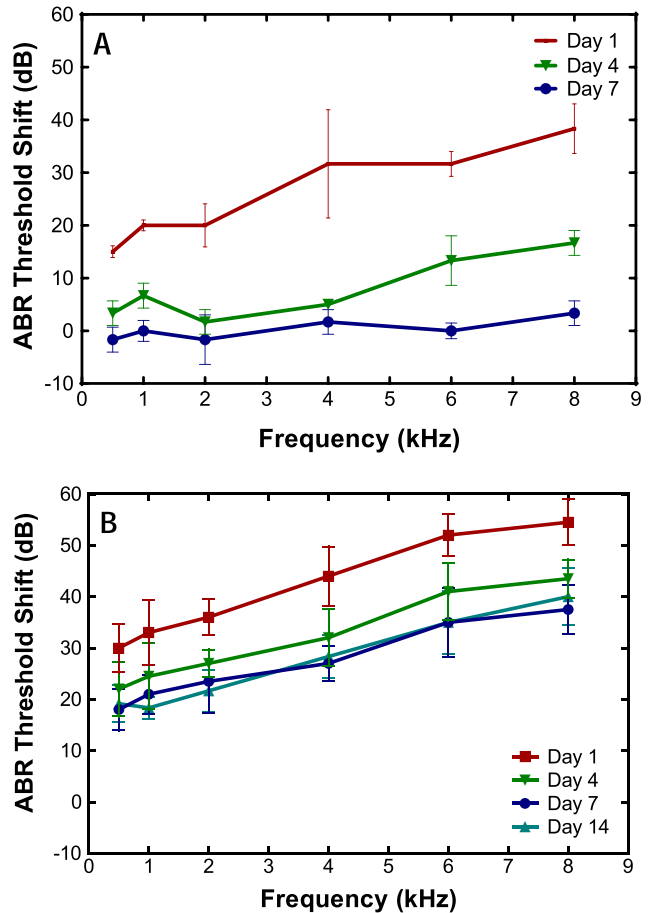 A
Day 1
Day 4
Day 7
ABR Threshold Shift (dB)
60
50
40
30
20
10
0
-10
0 1 2 3 4 5 6 7 8 9
Frequency (kHz)
B
ABR Threshold Shift (dB)
60
50
40
30
20
10
0
-10
Day 1
Day 4
Day 7
Day 14
0 1 2 3 4 5 6 7 8 9
Frequency (kHz)